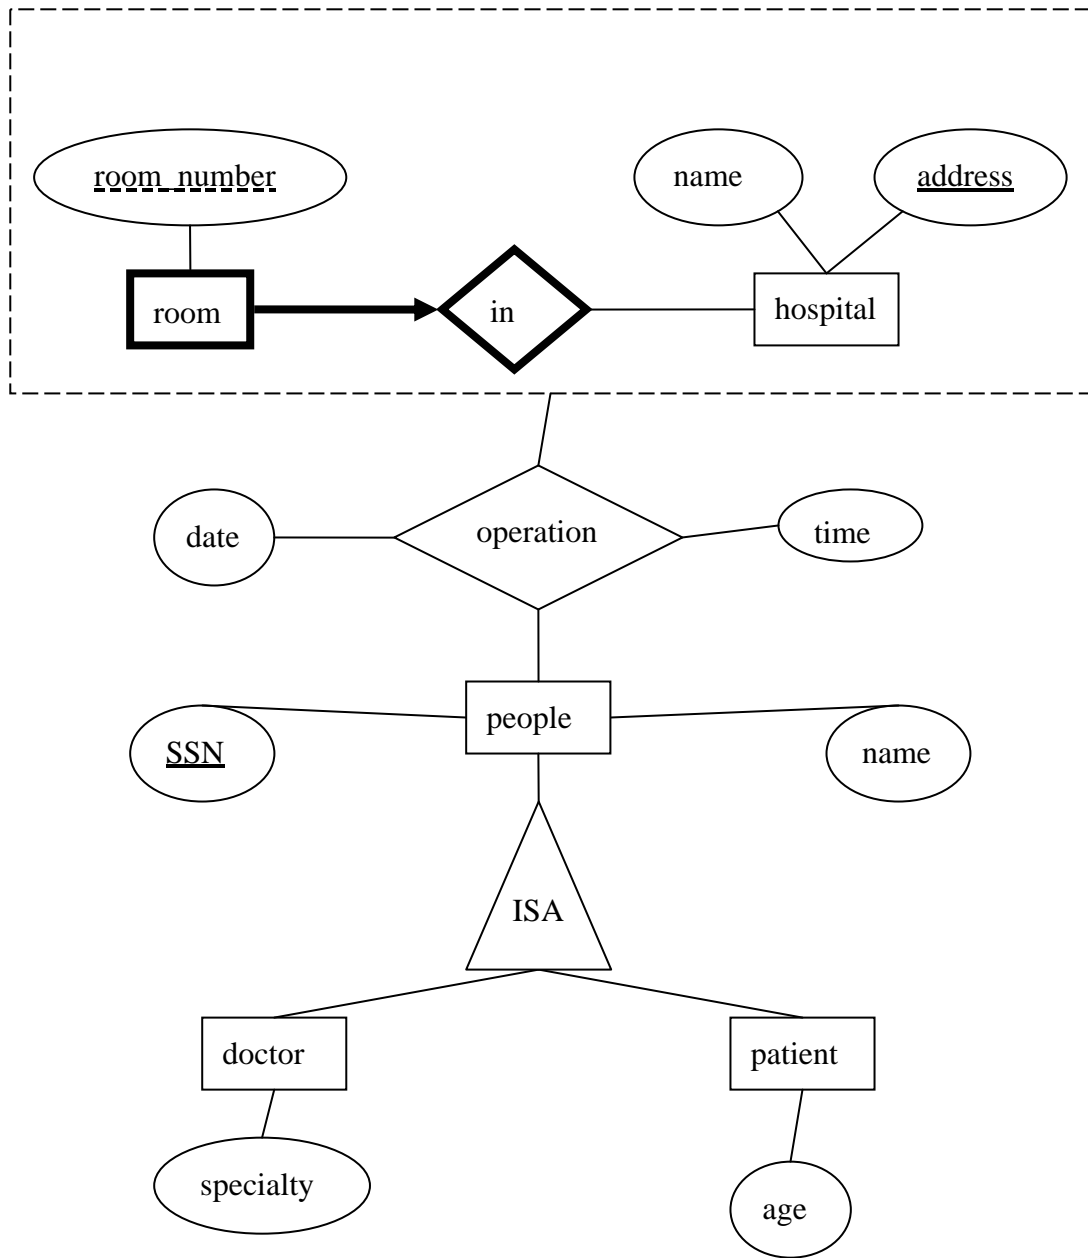 room_number
name
address
room
in
hospital
date
operation
time
people
SSN
name
ISA
doctor
patient
specialty
age